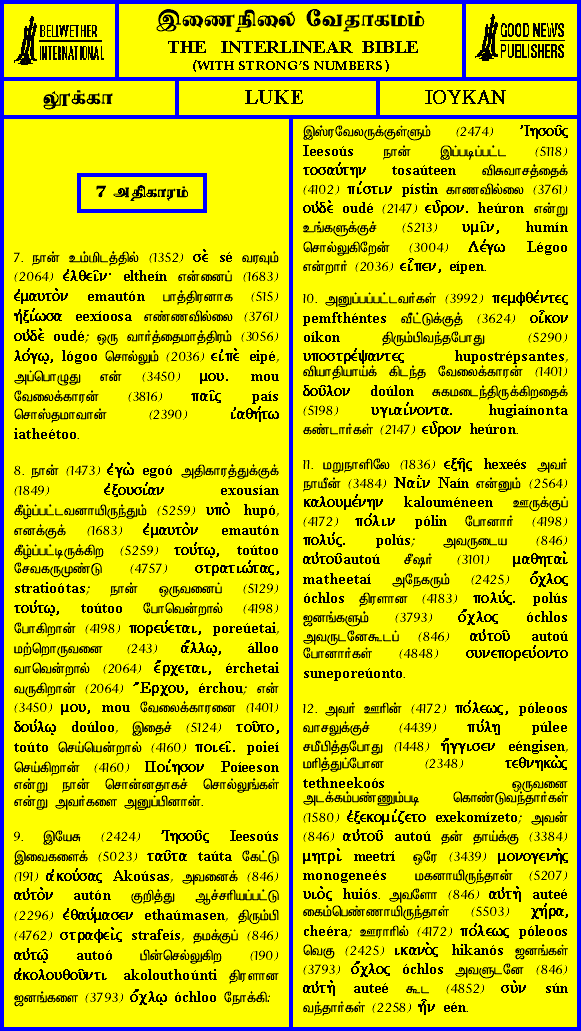 BELLWETHER
INTERNATIONAL
இணைநிலை வேதாகமம்
THE INTERLINEAR BIBLE
(WITH STRONG'S NUMBERS)
GOOD NEWS
PUBLISHERS
லூக்கா
LUKE
ΙΟΥΚΑΝ
7 அதிகாரம்
7. நான் உம்மிடத்தில் (1352) σὲ sé வரவும்
(2064) ἐλθεῖν· eltheín என்னைப் (1683)
ἐμαυτὸν emautón பாத்திரனாக (515)
ἠξίωσα eexíoosa எண்ணவில்லை (3761)
οὐδὲ oudé; ஒரு வார்த்தைமாத்திரம் (3056)
λόγῳ, lógoo சொல்லும் (2036) εἰπὲ eipé,
அப்பொழுது என் (3450) μου. mou
வேலைக்காரன் (3816) παῖς país
சொஸ்தமாவான் (2390) ἰαθήτω
iatheétoo.
8. நான் (1473) ἐγὼ egoó அதிகாரத்துக்குக்
(1849) ἐξουσίαν exousían
கீழ்ப்பட்டவனாயிருந்தும் (5259) υπὸ hupó,
எனக்குக் (1683) ἐμαυτὸν emautón
கீழ்ப்பட்டிருக்கிற (5259) τούτῳ, toútoo
சேவகருமுண்டு (4757) στρατιώτας,
stratioótas; நான் ஒருவனைப் (5129)
τούτῳ, toútoo போவென்றால் (4198)
போகிறான் (4198) πορεύεται, poreúetai,
மற்றொருவனை (243) ἄλλῳ, álloo
வாவென்றால் (2064) ἔρχεται, érchetai
வருகிறான் (2064) Ἔρχου, érchou; என்
(3450) μου, mou வேலைக்காரனை (1401)
δούλῳ doúloo, இதைச் (5124) τοῦτο,
toúto செய்யென்றால் (4160) ποιεῖ. poieí
செய்கிறான் (4160) Ποίησον Poíeeson
என்று நான் சொன்னதாகச் சொல்லுங்கள்
என்று அவர்களை அனுப்பினான்.
9. இயேசு (2424) Ἰησοῦς Ieesoús
இவைகளைக் (5023) ταῦτα taúta கேட்டு
(191) ἀκούσας Akoúsas, அவனைக் (846)
αὐτὸν autón குறித்து ஆச்சரியப்பட்டு
(2296) ἐθαύμασεν ethaúmasen, திரும்பி
(4762) στραφεὶς strafeís, தமக்குப் (846)
αὐτῷ autoó பின்செல்லுகிற (190)
ἀκολουθοῦντι akolouthoúnti திரளான
ஜனங்களை (3793) ὄχλῳ óchloo நோக்கி;
இஸ்ரவேலருக்குள்ளும் (2474) Ἰησοῦς
Ieesoús நான் இப்படிப்பட்ட (5118)
τοσαύτην tosaúteen விசுவாசத்தைக்
(4102) πίστιν pístin காணவில்லை (3761)
οὐδὲ oudé (2147) εὗρον. heúron என்று
உங்களுக்குச் (5213) υμῖν, humín
சொல்லுகிறேன் (3004) Λέγω Légoo
என்றார் (2036) εἶπεν, eípen.
10. அனுப்பப்பட்டவர்கள் (3992) πεμφθέντες
pemfthéntes வீட்டுக்குத் (3624) οἶκον
oíkon திரும்பிவந்தபோது (5290)
υποστρέψαντες hupostrépsantes,
வியாதியாய்க் கிடந்த வேலைக்காரன் (1401)
δοῦλον doúlon சுகமடைந்திருக்கிறதைக்
(5198) υγιαίνοντα. hugiaínonta
கண்டார்கள் (2147) εὗρον heúron.
11. மறுநாளிலே (1836) ἑξῆς hexeés அவர்
நாயீன் (3484) Ναΐν Naín என்னும் (2564)
καλουμένην kalouméneen ஊருக்குப்
(4172) πόλιν pólin போனார் (4198)
πολύς. polús; அவருடைய (846)
αὐτοῦautoú சீஷர் (3101) μαθηταὶ
matheetaí அநேகரும் (2425) ὄχλος
óchlos திரளான (4183) πολύς. polús
ஜனங்களும் (3793) ὄχλος óchlos
அவருடனேகூடப் (846) αὐτοῦ autoú
போனார்கள் (4848) συνεπορεύοντο
suneporeúonto.
12. அவர் ஊரின் (4172) πόλεως, póleoos
வாசலுக்குச் (4439) πύλῃ púlee
சமீபித்தபோது (1448) ἤγγισεν eéngisen,
மரித்துப்போன (2348) τεθνηκὼς
tethneekoós ஒருவனை
அடக்கம்பண்ணும்படி கொண்டுவந்தார்கள்
(1580) ἐξεκομίζετο exekomízeto; அவன்
(846) αὐτοῦ autoú தன் தாய்க்கு (3384)
μητρὶ meetrí ஒரே (3439) μονογενὴς
monogeneés மகனாயிருந்தான் (5207)
υιὸς huiós. அவளோ (846) αὐτὴ auteé
கைம்பெண்ணாயிருந்தாள் (5503) χήρα,
cheéra; ஊராரில் (4172) πόλεως póleoos
வெகு (2425) ικανὸς hikanós ஜனங்கள்
(3793) ὄχλος óchlos அவளுடனே (846)
αὐτὴ auteé கூட (4852) σὺν sún
வந்தார்கள் (2258) ἦν eén.